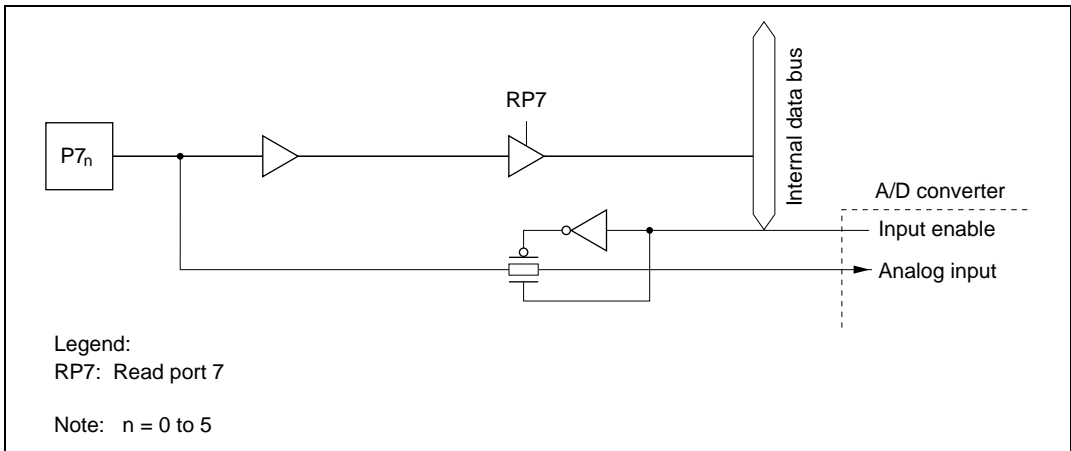 RP7
P7n
Internal data bus
A/D converter
Input enable
Analog input
Legend:
RP7: Read port 7
Note: n = 0 to 5